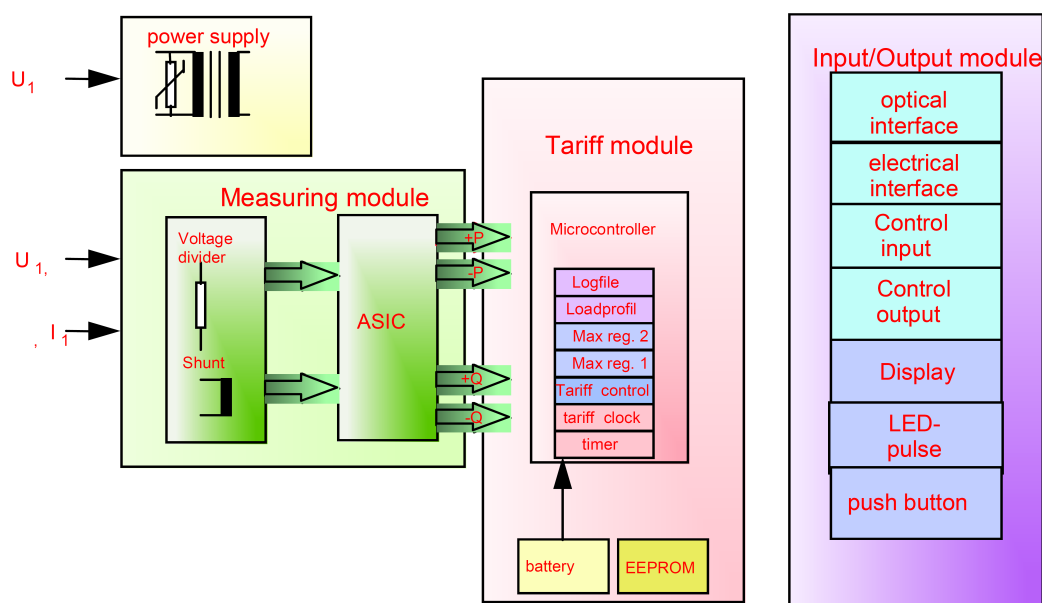 power supply
U1
Measuring module
Voltage
divider
Shunt
ASIC
U 1,
, I 1
+P
-P
+Q
-Q
Tariff module
Microcontroller
Logfile
Loadprofil
Max reg. 2
Max reg. 1
Tariff control
tariff clock
timer
battery
EEPROM
Input/Output module
optical
interface
electrical
interface
Control
input
Control
output
Display
LED-
pulse
push button